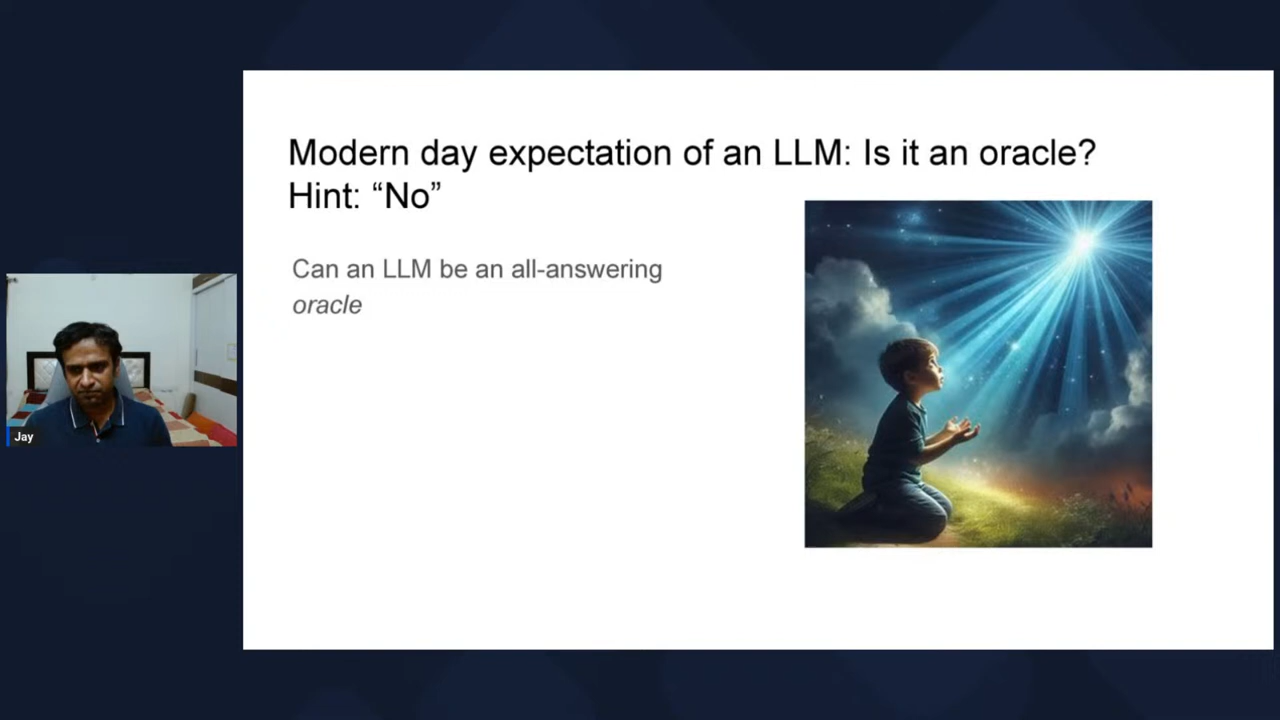 Modern day expectation of an LLM: Is it an oracle?
Hint: “No”
Can an LLM be an all-answering
oracle
Jay